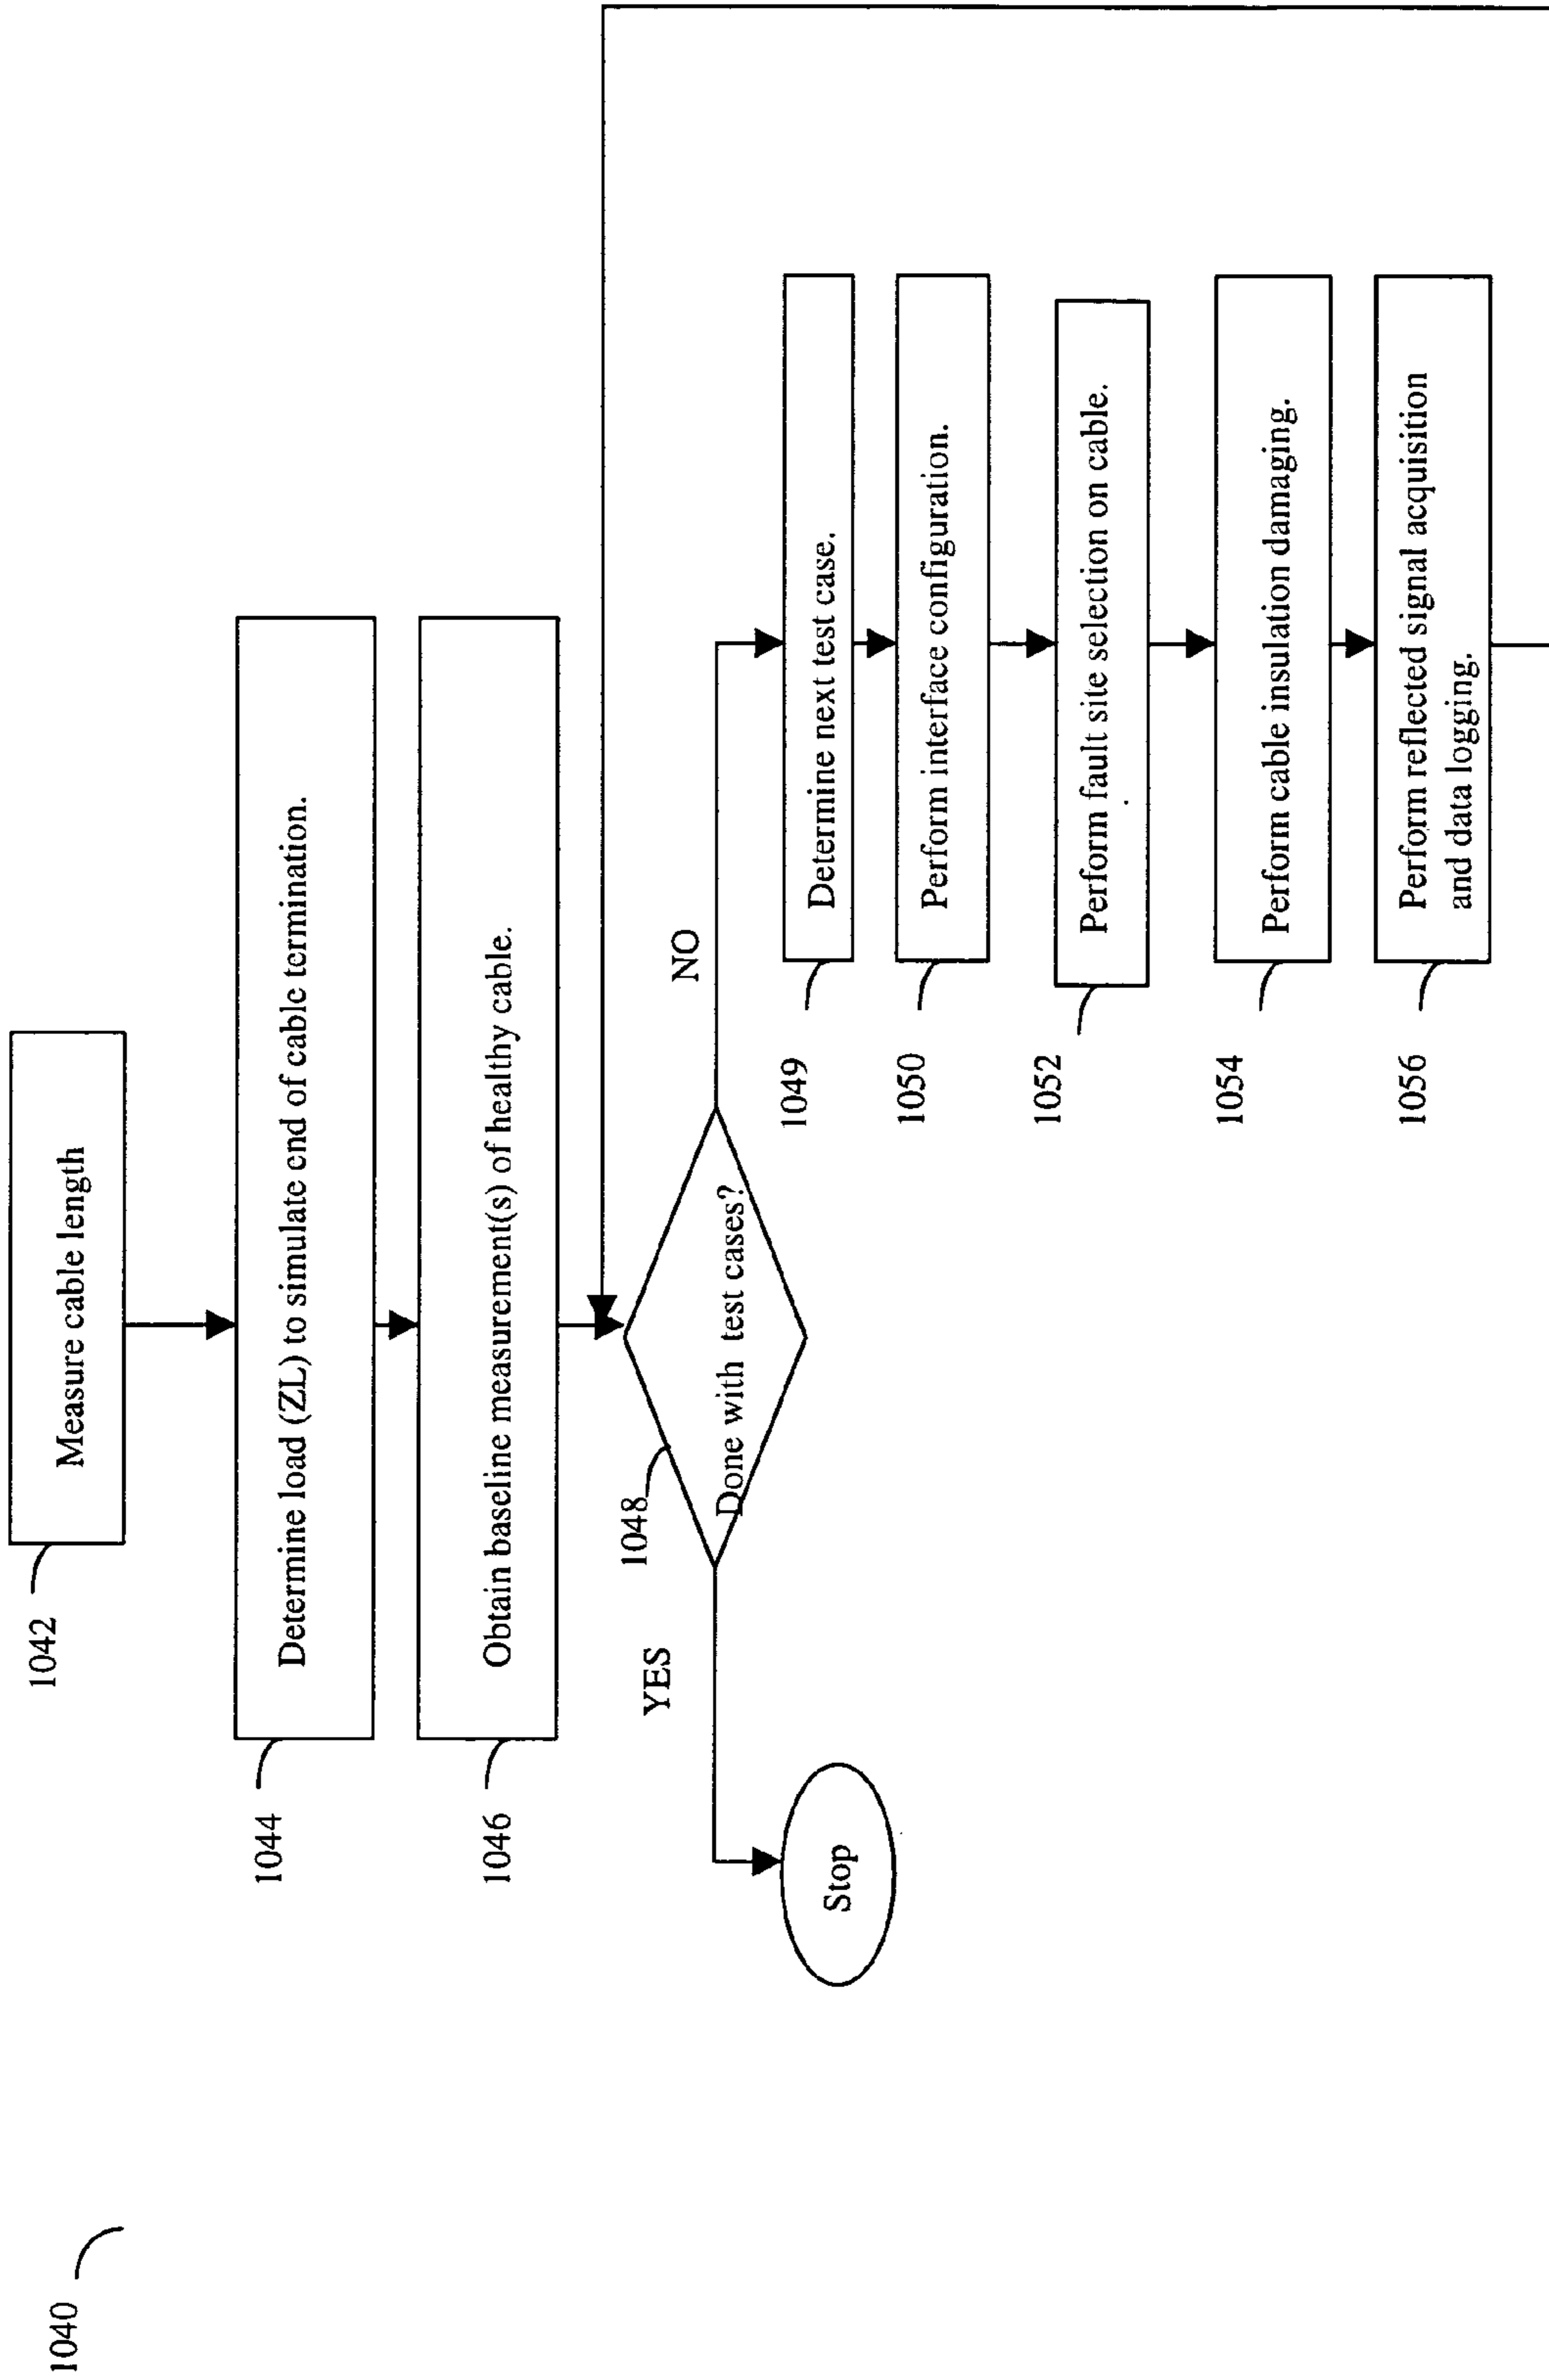 1040
1042
Measure cable length
1044
Determine load (ZL) to simulate end of cable termination.
1046
Obtain baseline measurement(s) of healthy cable.
1048
Done with test cases?
YES
NO
Stop
1049
Determine next test case.
1050
Perform interface configuration.
1052
Perform fault site selection on cable.
1054
Perform cable insulation damaging.
1056
Perform reflected signal acquisition
and data logging.